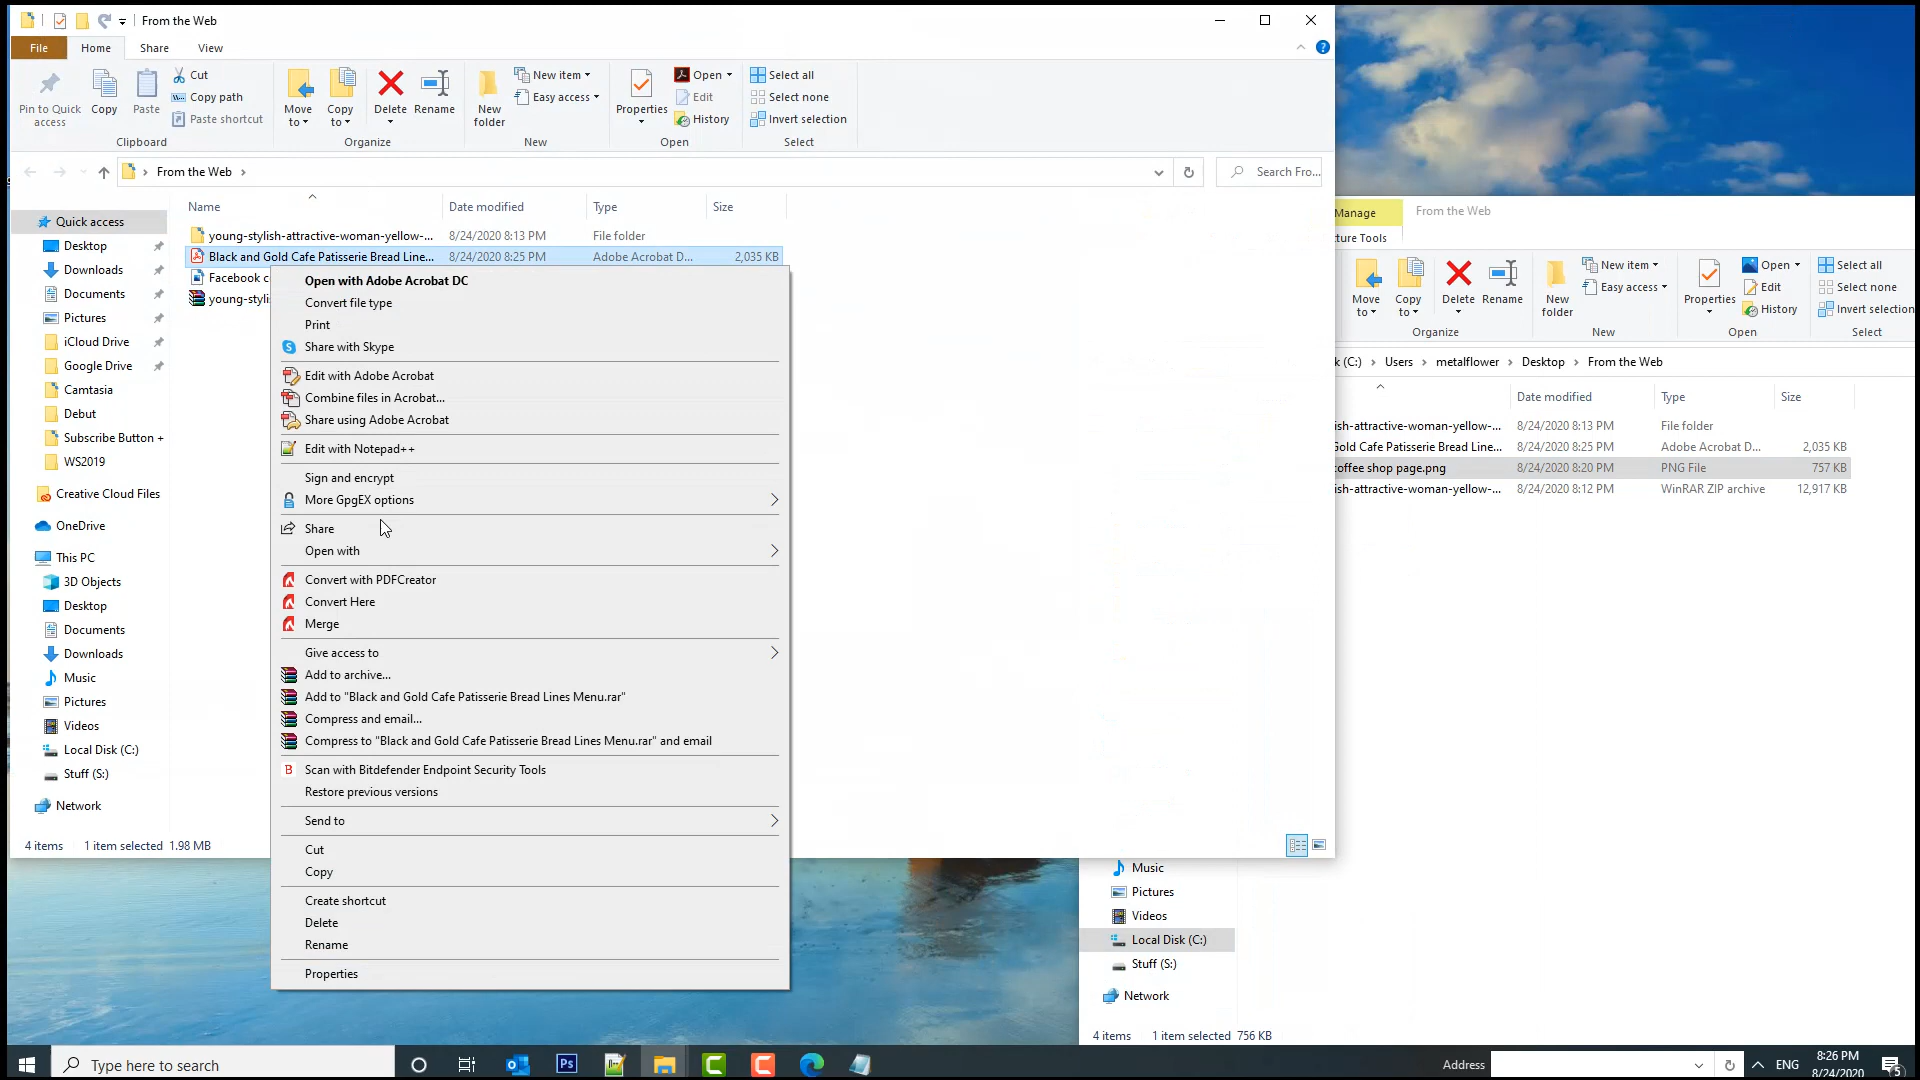 From the Web
File
Home
Share
View
Pin to Quick access
Copy
Paste
Cut
Copy path
Paste shortcut
Clipboard
Move to
Copy to
Delete
Rename
Organize
New folder
New item
Easy access
New
Properties
Open
Edit
History
Open
Select all
Select none
Invert selection
Select
From the Web
Search Fro...
Name
Date modified
Type
Size
young-stylish-attractive-woman-yellow-...
8/24/2020 8:13 PM
File folder
Black and Gold Cafe Patisserie Bread Line...
8/24/2020 8:25 PM
Adobe Acrobat D...
2,035 KB
Facebook c
young-styli
Quick access
Desktop
Downloads
Documents
Pictures
iCloud Drive
Google Drive
Camtasia
Debut
Subscribe Button +
WS2019
Creative Cloud Files
OneDrive
This PC
3D Objects
Desktop
Documents
Downloads
Music
Pictures
Videos
Local Disk (C:)
Stuff (S:)
Network
4 items
1 item selected 1.98 MB
Open with Adobe Acrobat DC
Convert file type
Print
Share with Skype
Edit with Adobe Acrobat
Combine files in Acrobat...
Share using Adobe Acrobat
Edit with Notepad++
Sign and encrypt
More GpgEX options
Share
Open with
Convert with PDFCreator
Convert Here
Merge
Give access to
Add to archive...
Add to "Black and Gold Cafe Patisserie Bread Lines Menu.rar"
Compress and email...
Compress to "Black and Gold Cafe Patisserie Bread Lines Menu.rar" and email
Scan with Bitdefender Endpoint Security Tools
Restore previous versions
Send to
Cut
Copy
Create shortcut
Delete
Rename
Properties
Manage
From the Web
cture Tools
Move to
Copy to
Delete
Rename
Organize
New folder
New item
Easy access
New
Properties
Open
Edit
History
Open
Select all
Select none
Invert selection
Select
k (C:)
Users
metalflower
Desktop
From the Web
Date modified
Type
Size
ish-attractive-woman-yellow-...
8/24/2020 8:13 PM
File folder
Gold Cafe Patisserie Bread Line...
8/24/2020 8:25 PM
Adobe Acrobat D...
2,035 KB
coffee shop page.png
8/24/2020 8:20 PM
PNG File
757 KB
ish-attractive-woman-yellow-...
8/24/2020 8:12 PM
WinRAR ZIP archive
12,917 KB
Music
Pictures
Videos
Local Disk (C:)
Stuff (S:)
Network
4 items
1 item selected 756 KB
Type here to search
Ps
Address
ENG
8:26 PM
8/24/2020
5